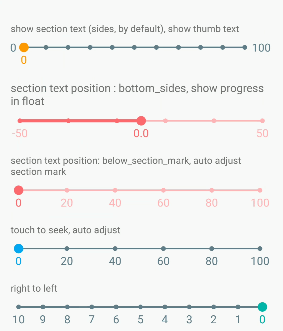 show section text (sides, by default), show thumb text
0 100
0
section text position : bottom_sides, show progress
in float
-50 0.0 50
section text position: below_section_mark, auto adjust
section mark
0 20 40 60 80 100
touch to seek, auto adjust
0 20 40 60 80 100
right to left
10 9 8 7 6 5 4 3 2 1 0